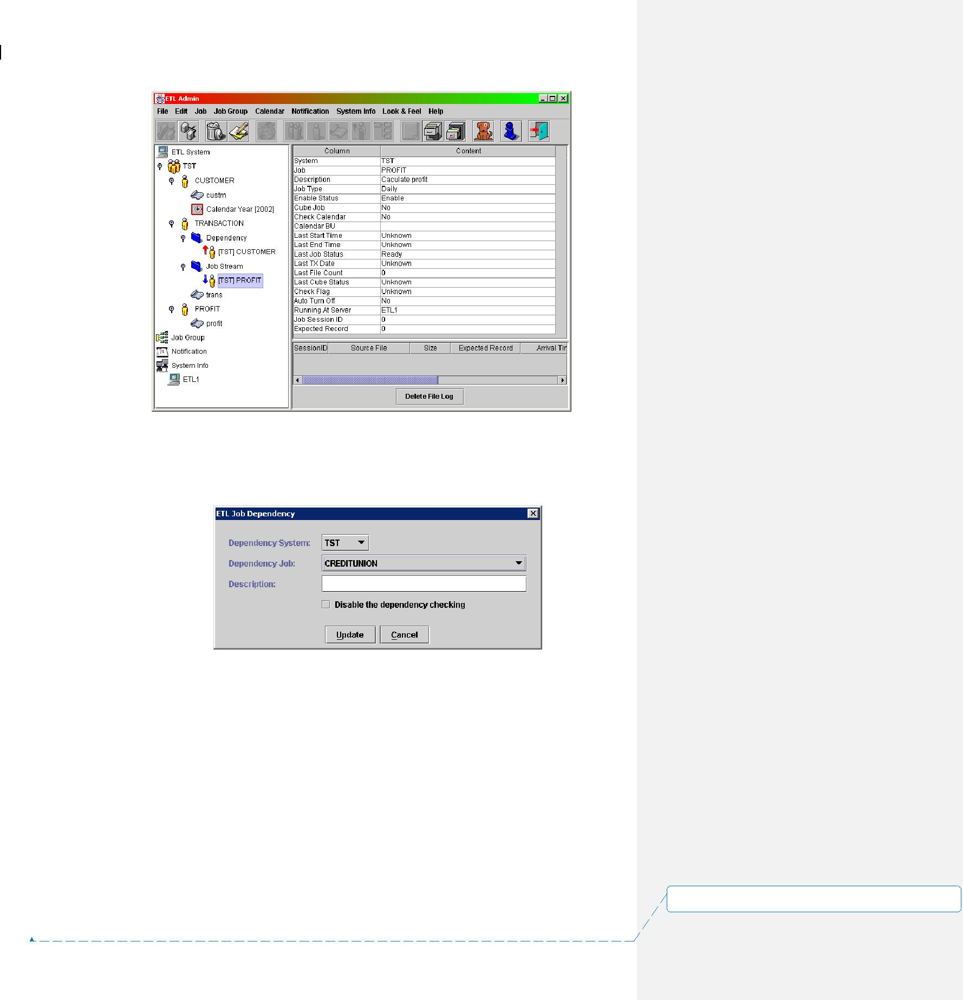 ETL Admin
File Edit Job Job Group Calendar Notification System Info Look & Feel Help
ETL System
TST
CUSTOMER
custm
Calendar Year [2002]
TRANSACTION
Dependency
[TST] CUSTOMER
Job Stream
[TST] PROFIT
trans
PROFIT
profit
Job Group
Notification
System Info
ETL1
Column Content
System TST
Job PROFIT
Description Caculate profit
Job Type Daily
Enable Status Enable
Cube Job No
Check Calendar No
Calendar BU
Last Start Time Unknown
Last End Time Unknown
Last Job Status Ready
Last TX Date Unknown
Last File Count 0
Last Cube Status Unknown
Check Flag Unknown
Auto Turn Off No
Running At Server ETL1
Job Session ID 0
Expected Record 0
SessionID Source File Size Expected Record Arrival Tir
Delete File Log
ETL Job Dependency
Dependency System: TST
Dependency Job: CREDITUNION
Description:
Disable the dependency checking
Update Cancel